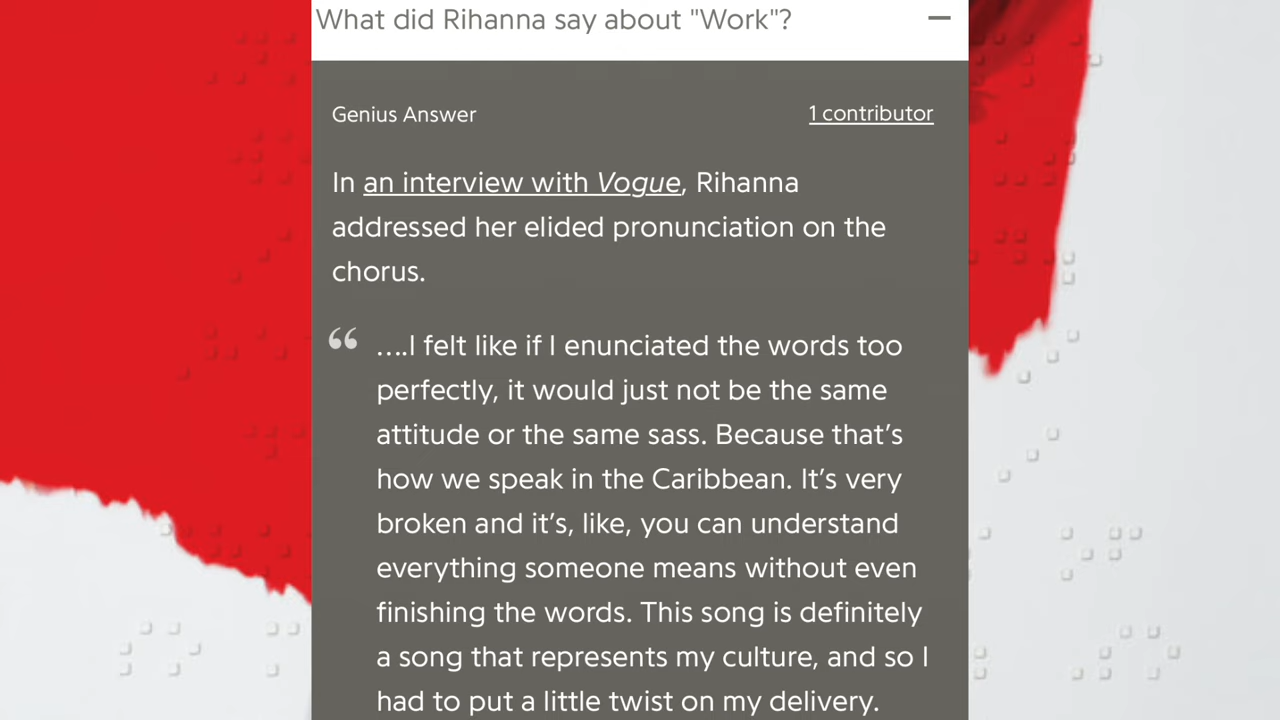 What did Rihanna say about "Work"?
Genius Answer
1 contributor
In an interview with Vogue, Rihanna
addressed her elided pronunciation on the
chorus.
“
….I felt like if I enunciated the words too
perfectly, it would just not be the same
attitude or the same sass. Because that’s
how we speak in the Caribbean. It’s very
broken and it’s, like, you can understand
everything someone means without even
finishing the words. This song is definitely
a song that represents my culture, and so I
had to put a little twist on my delivery.